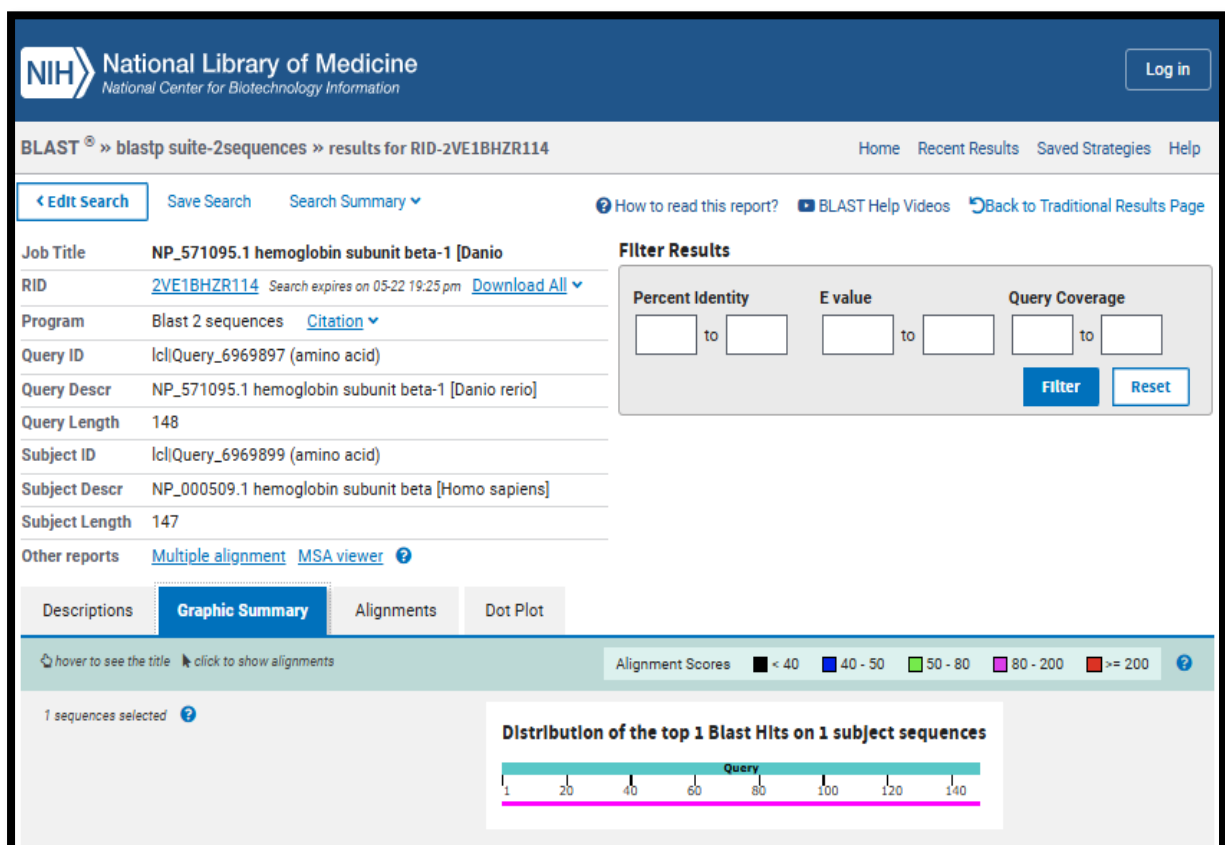 NIH National Library of Medicine
National Center for Biotechnology Information
Log in
BLAST ® » blastp suite-2sequences » results for RID-2VE1BHZR114
Home Recent Results Saved Strategies Help
Edit Search Save Search Search Summary
How to read this report? BLAST Help Videos Back to Traditional Results Page
Job Title NP_571095.1 hemoglobin subunit beta-1 [Danio
RID 2VE1BHZR114 Search expires on 05-22 19:25 pm Download All
Program Blast 2 sequences Citation
Query ID lcl|Query_6969897 (amino acid)
Query Descr NP_571095.1 hemoglobin subunit beta-1 [Danio rerio]
Query Length 148
Subject ID lcl|Query_6969899 (amino acid)
Subject Descr NP_000509.1 hemoglobin subunit beta [Homo sapiens]
Subject Length 147
Other reports Multiple alignment MSA viewer ?
Filter Results
Percent Identity E value Query Coverage
to to to
Filter Reset
Descriptions Graphic Summary Alignments Dot Plot
hover to see the title click to show alignments
Alignment Scores < 40 40 - 50 50 - 80 80 - 200 >= 200 ?
1 sequences selected ?
Distribution of the top 1 Blast Hits on 1 subject sequences
Query
1 20 40 60 80 100 120 140